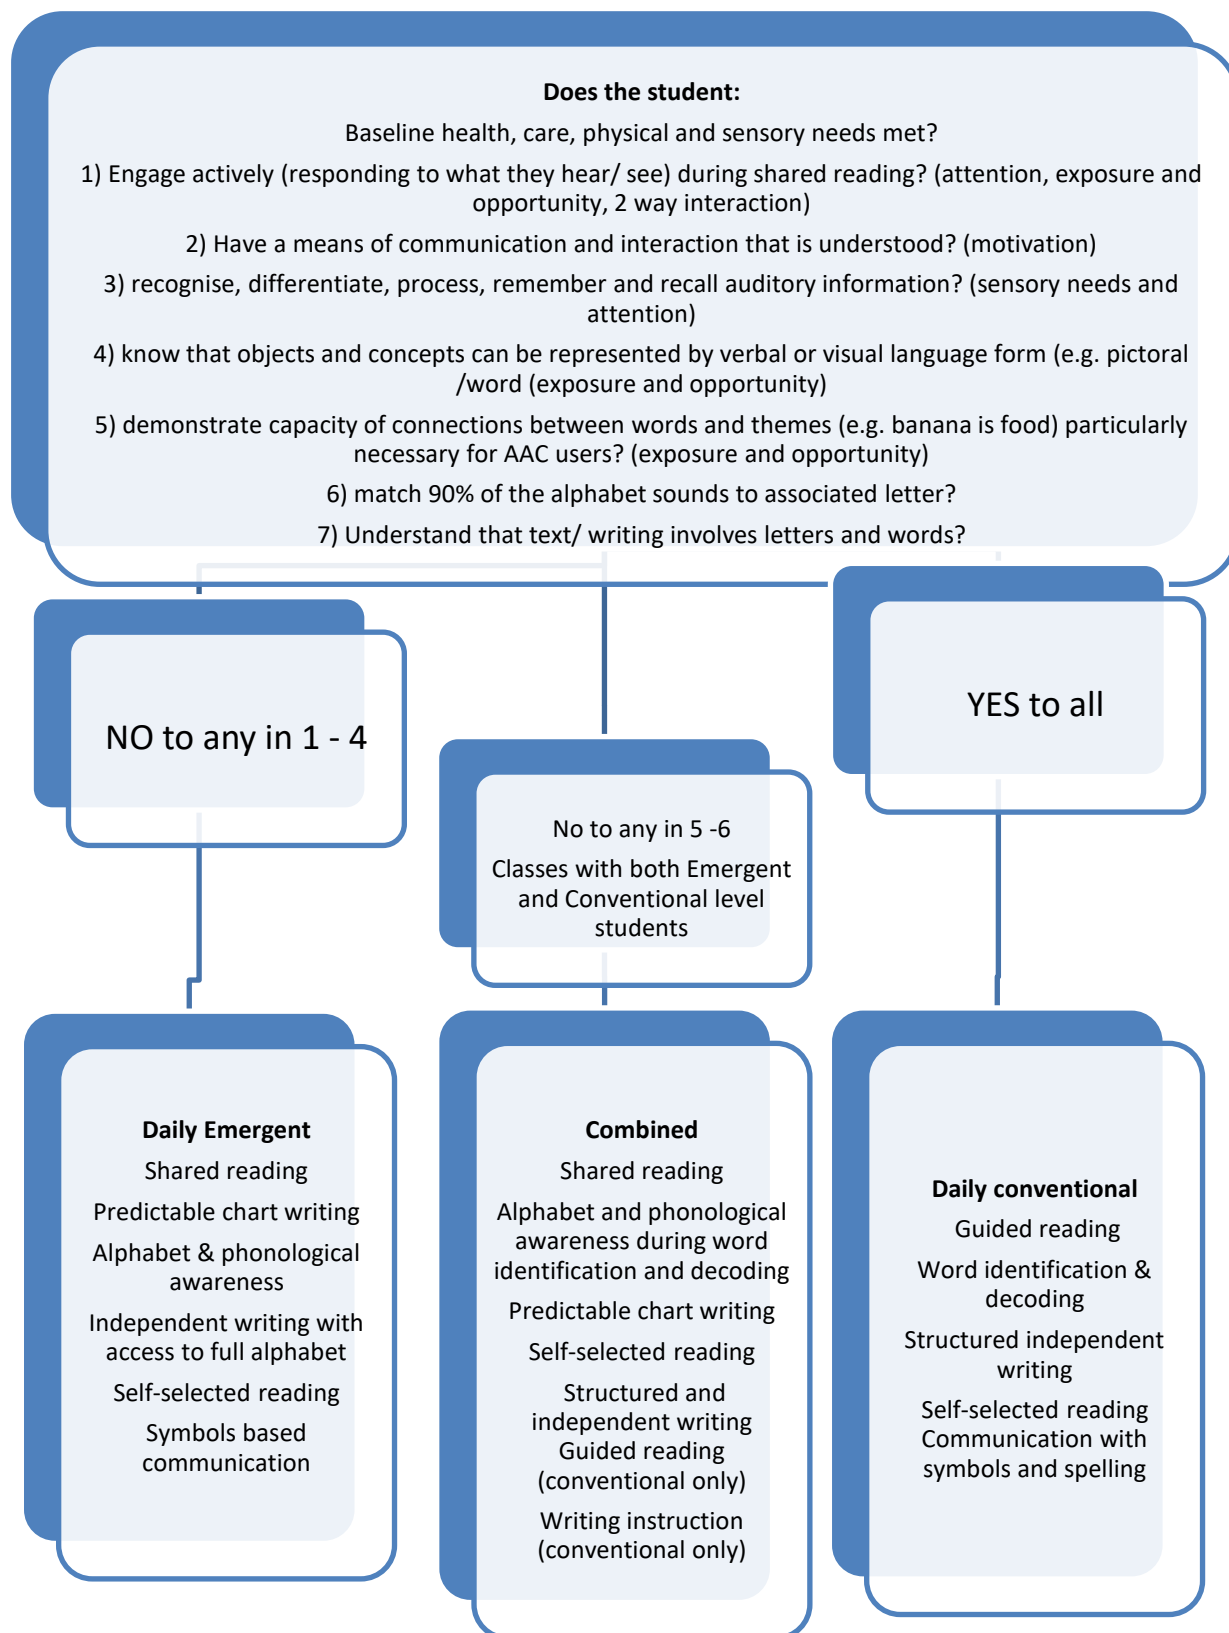 Does the student:
Baseline health, care, physical and sensory needs met?
1) Engage actively (responding to what they hear/ see) during shared reading? (attention, exposure and
opportunity, 2 way interaction)
2) Have a means of communication and interaction that is understood? (motivation)
3) recognise, differentiate, process, remember and recall auditory information? (sensory needs and
attention)
4) know that objects and concepts can be represented by verbal or visual language form (e.g. pictoral
/word (exposure and opportunity)
5) demonstrate capacity of connections between words and themes (e.g. banana is food) particularly
necessary for AAC users? (exposure and opportunity)
6) match 90% of the alphabet sounds to associated letter?
7) Understand that text/ writing involves letters and words?
NO to any in 1 - 4
No to any in 5 -6
Classes with both Emergent
and Conventional level
students
YES to all
Daily Emergent
Shared reading
Predictable chart writing
Alphabet & phonological
awareness
Independent writing with
access to full alphabet
Self-selected reading
Symbols based
communication
Combined
Shared reading
Alphabet and phonological
awareness during word
identification and decoding
Predictable chart writing
Self-selected reading
Structured and
independent writing
Guided reading
(conventional only)
Writing instruction
(conventional only)
Daily conventional
Guided reading
Word identification &
decoding
Structured independent
writing
Self-selected reading
Communication with
symbols and spelling